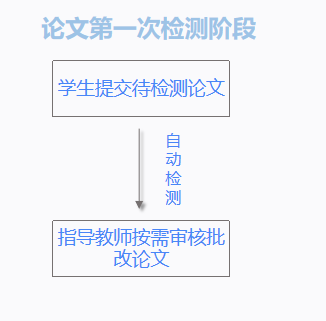 论文第一次检测阶段
学生提交待检测论文
自
动
检
测
指导教师按需审核批
改论文